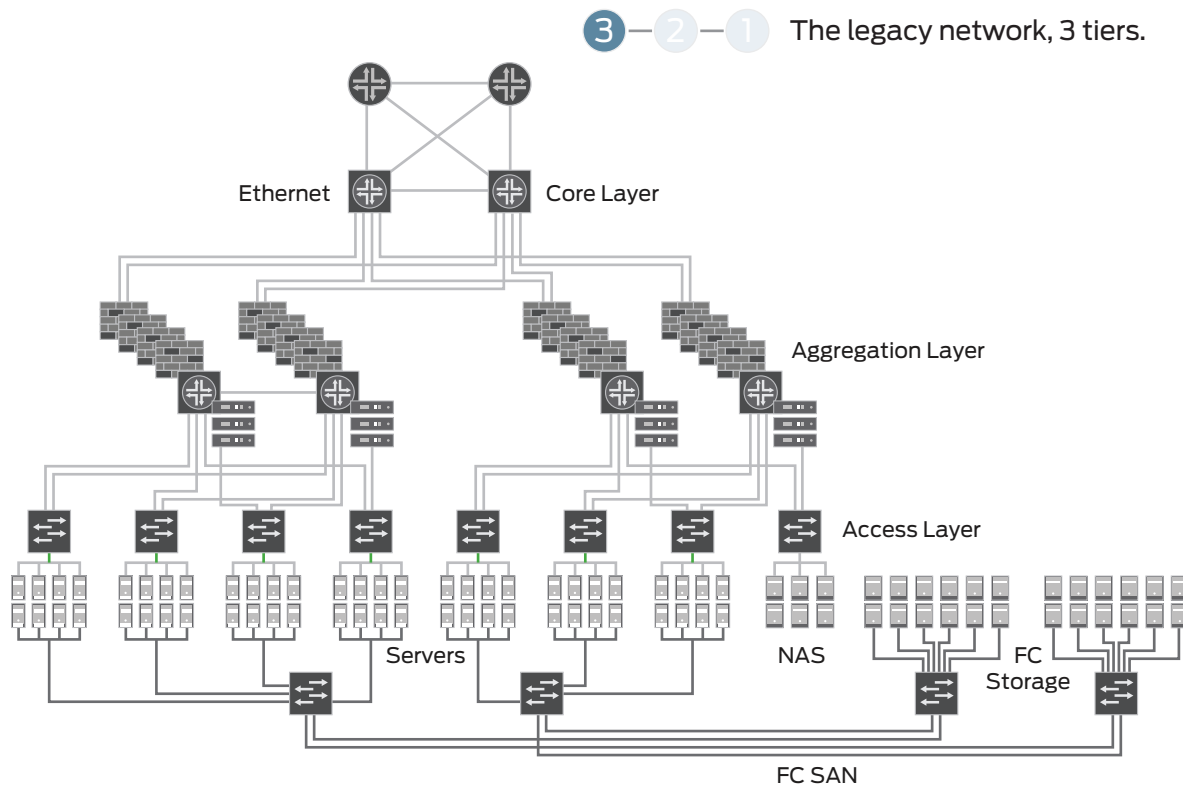 3 2 1 The legacy network, 3 tiers.
Ethernet
Core Layer
Aggregation Layer
Access Layer
Servers
NAS
FC
Storage
FC SAN